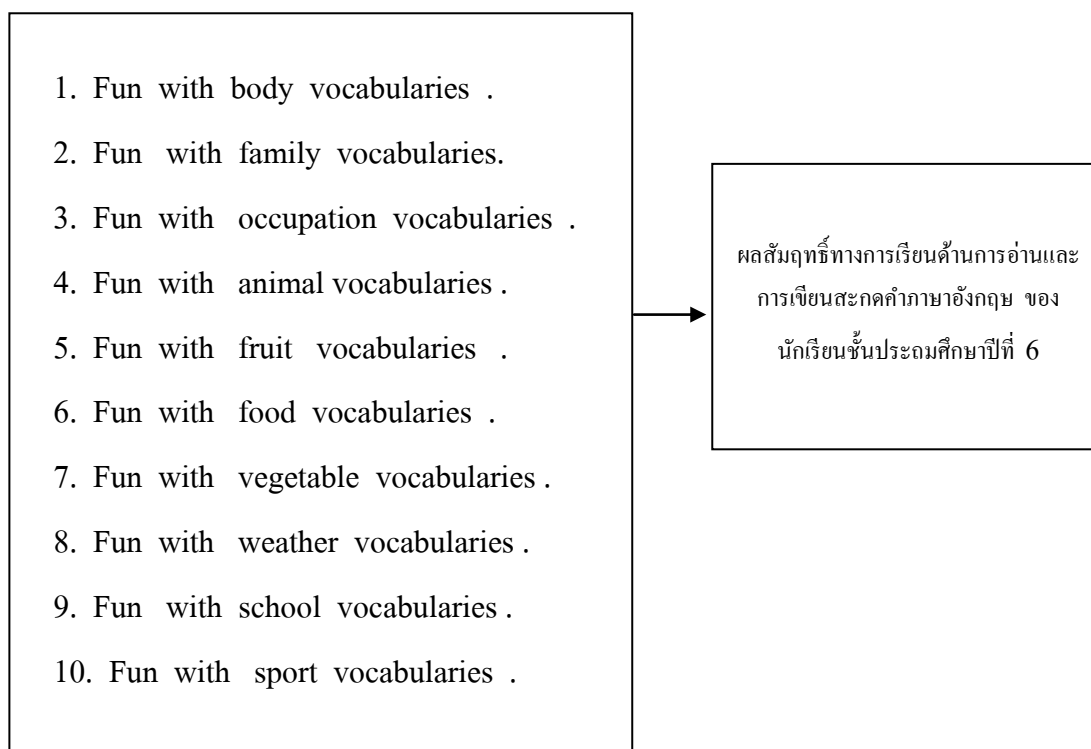 1. Fun with body vocabularies .
2. Fun with family vocabularies.
3. Fun with occupation vocabularies .
4. Fun with animal vocabularies .
5. Fun with fruit vocabularies .
6. Fun with food vocabularies .
7. Fun with vegetable vocabularies .
8. Fun with weather vocabularies .
9. Fun with school vocabularies .
10. Fun with sport vocabularies .
ผลสัมฤทธิ์ทางการเรียนด้านการอ่านและ
การเขียนสะกดคำภาษาอังกฤษ ของ
นักเรียนชั้นประถมศึกษาปีที่ 6